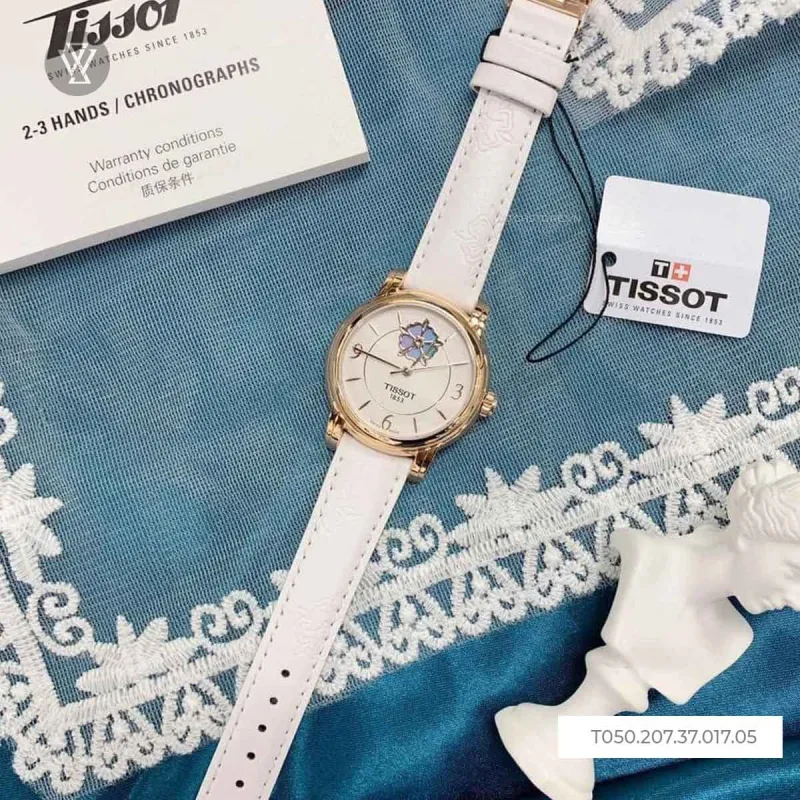 TISSOT
SWISS WATCHES SINCE 1853
2-3 HANDS / CHRONOGRAPHS
Warranty conditions
Conditions de garantie
质保条件
T+
TISSOT
SWISS WATCHES SINCE 1853
9
3
TISSOT
1853
6
T050.207.37.017.05